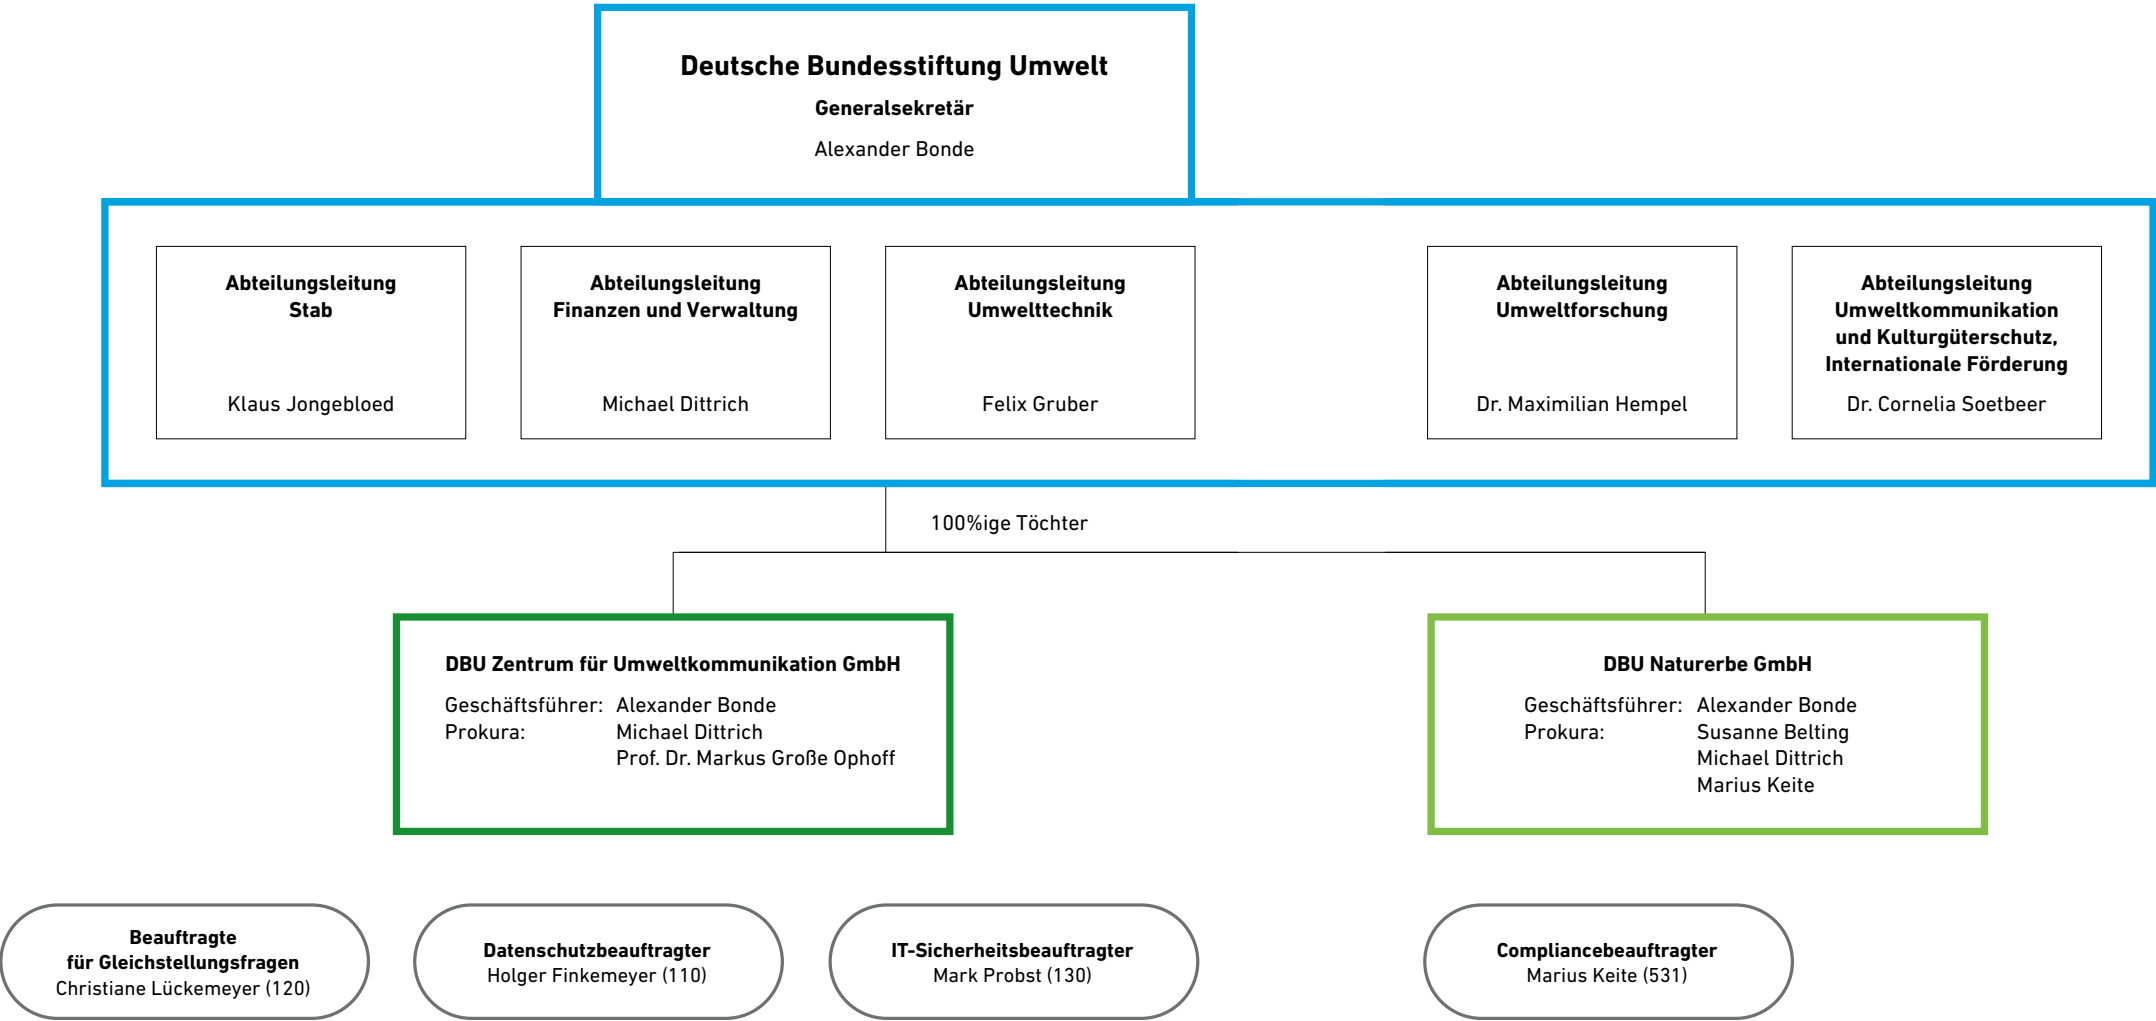 Deutsche Bundesstiftung Umwelt
Generalsekretär
Alexander Bonde
Abteilungsleitung
Stab
Klaus Jongebloed
Abteilungsleitung
Finanzen und Verwaltung
Michael Dittrich
Abteilungsleitung
Umwelttechnik
Felix Gruber
Abteilungsleitung
Umweltforschung
Dr. Maximilian Hempel
Abteilungsleitung
Umweltkommunikation
und Kulturgüterschutz,
Internationale Förderung
Dr. Cornelia Soetbeer
100%ige Töchter
DBU Zentrum für Umweltkommunikation GmbH
Geschäftsführer: Alexander Bonde
Prokura: Michael Dittrich
Prof. Dr. Markus Große Ophoff
DBU Naturerbe GmbH
Geschäftsführer: Alexander Bonde
Prokura: Susanne Belting
Michael Dittrich
Marius Keite
Beauftragte
für Gleichstellungsfragen
Christiane Lückemeyer (120)
Datenschutzbeauftragter
Holger Finkemeyer (110)
IT-Sicherheitsbeauftragter
Mark Probst (130)
Compliancebeauftragter
Marius Keite (531)